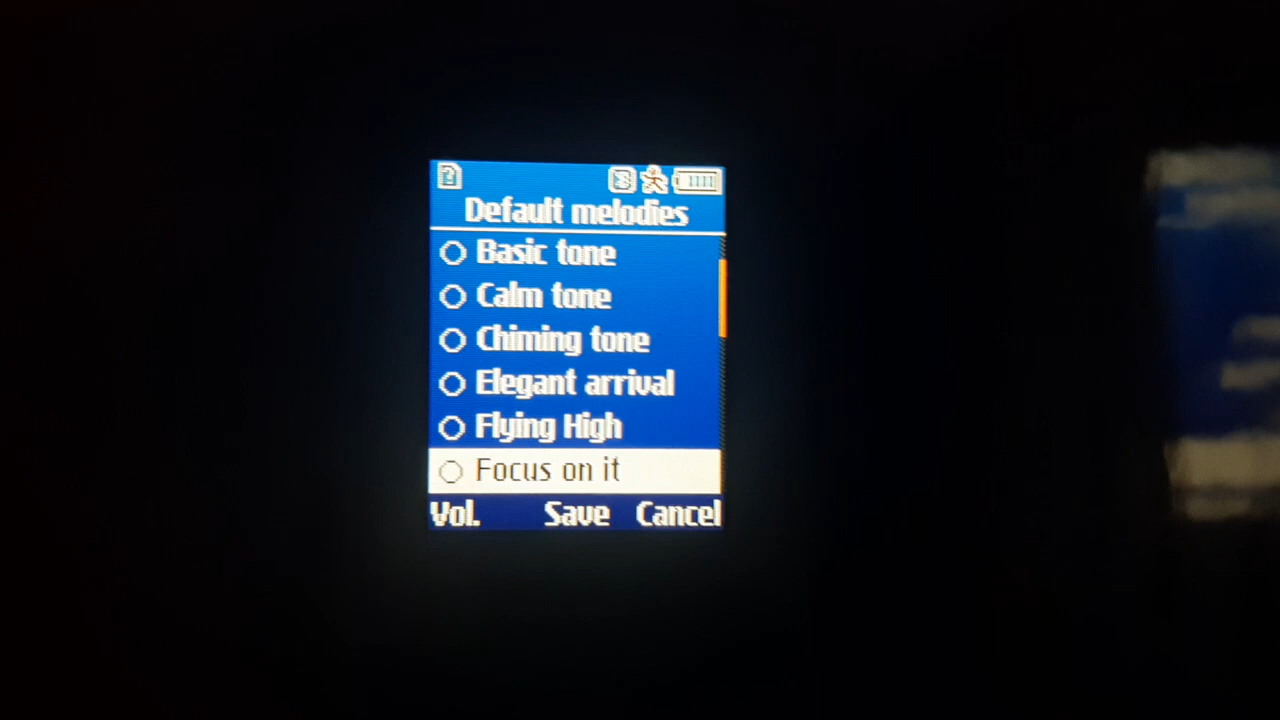 Default melodies
Basic tone
Calm tone
Chiming tone
Elegant arrival
Flying High
Focus on it
Vol. Save Cancel